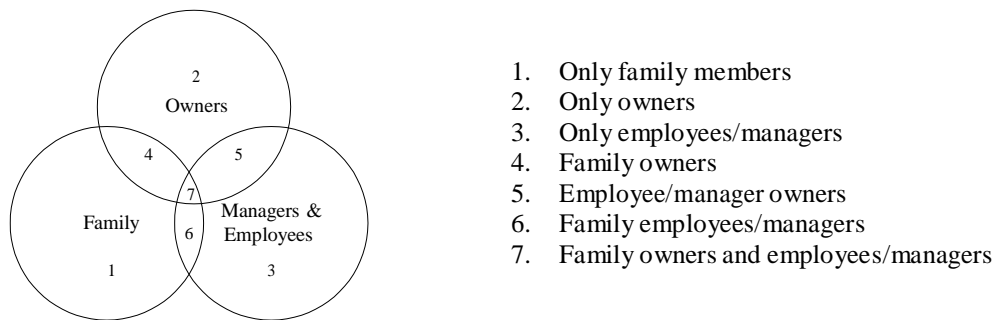 2
Owners
4
5
7
Family
Managers &
Employees
6
1
3
1. Only family members
2. Only owners
3. Only employees/managers
4. Family owners
5. Employee/manager owners
6. Family employees/managers
7. Family owners and employees/managers